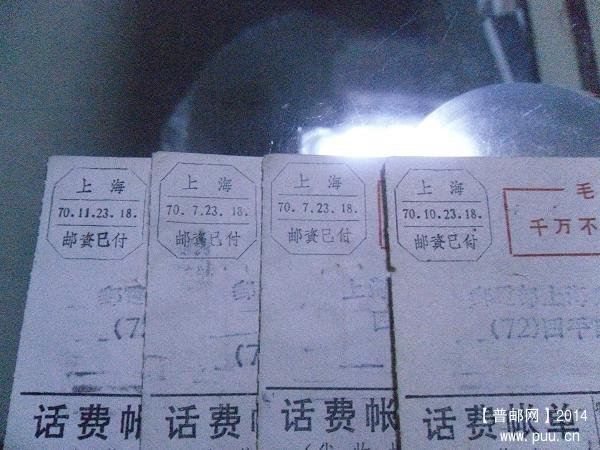 上海
70.11.23.18.
邮资已付
话费帐
上海
70.7.23.18.
邮资已付
话费帐
上海
70.7.23.18.
邮资已付
上海
话费帐
上海
70.10.23.18.
邮资已付
毛
千万不
(72)
话费帐单
【普邮网】2014
www.puu.cn